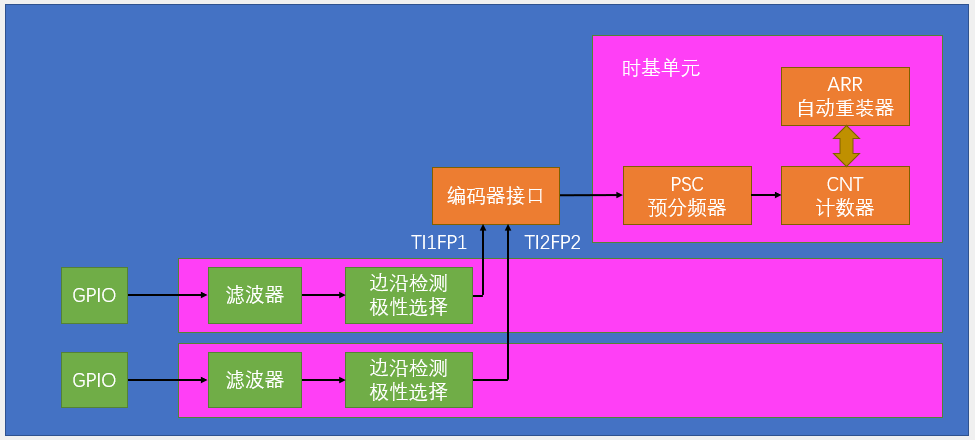 时基单元
ARR
自动重装器
编码器接口
PSC
预分频器
CNT
计数器
TI1FP1
TI2FP2
GPIO
滤波器
边沿检测
极性选择
GPIO
滤波器
边沿检测
极性选择